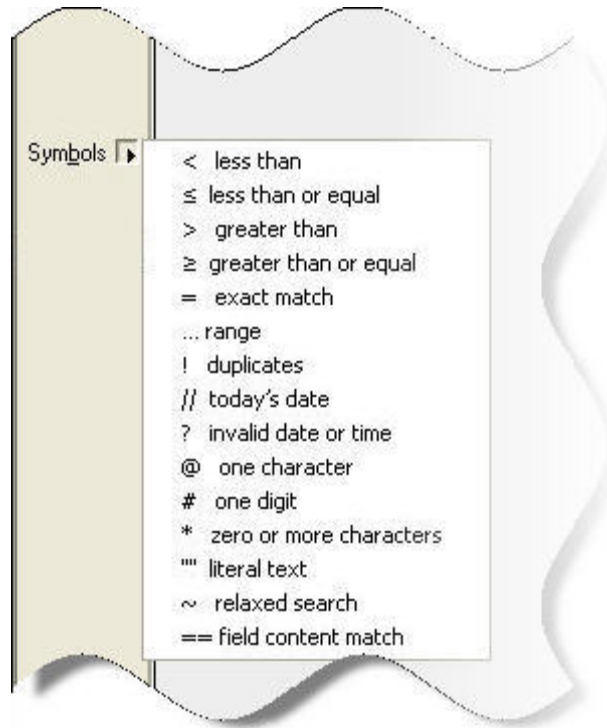 Symbols
< less than
≤ less than or equal
> greater than
≥ greater than or equal
= exact match
... range
! duplicates
// today's date
? invalid date or time
@ one character
# one digit
* zero or more characters
"" literal text
~ relaxed search
== field content match